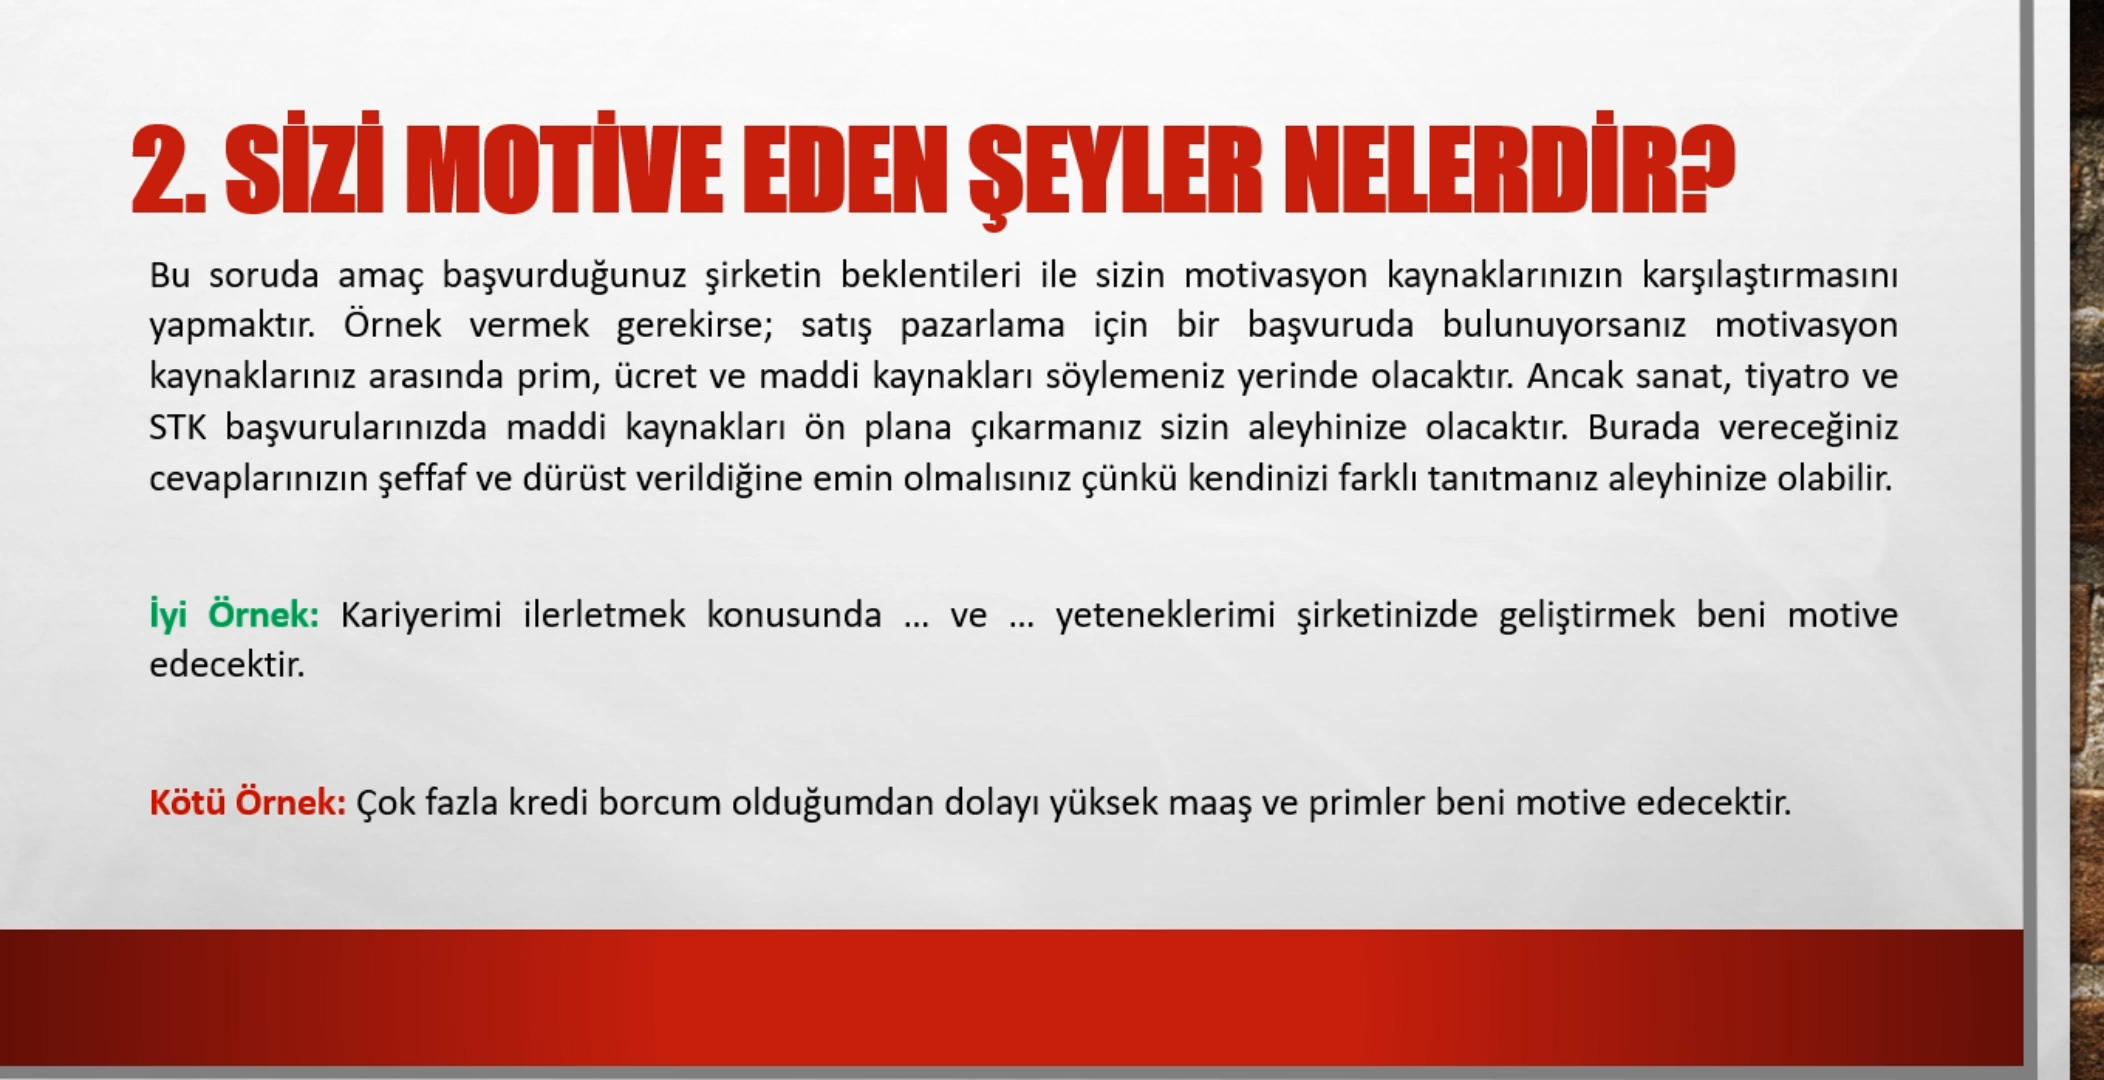 2. SİZİ MOTİVE EDEN ŞEYLER NELERDİR?
Bu soruda amaç başvurduğunuz şirketin beklentileri ile sizin motivasyon kaynaklarınızın karşılaştırmasını
yapmaktır. Örnek vermek gerekirse; satış pazarlama için bir başvuruda bulunuyorsanız motivasyon
kaynaklarınız arasında prim, ücret ve maddi kaynakları söylemeniz yerinde olacaktır. Ancak sanat, tiyatro ve
STK başvurularınızda maddi kaynakları ön plana çıkarmanız sizin aleyhinize olacaktır. Burada vereceğiniz
cevaplarınızın şeffaf ve dürüst verildiğine emin olmalısınız çünkü kendinizi farklı tanıtmanız aleyhinize olabilir.
İyi Örnek: Kariyerimi ilerletmek konusunda ... ve ... yeteneklerimi şirketinizde geliştirmek beni motive
edecektir.
Kötü Örnek: Çok fazla kredi borcum olduğumdan dolayı yüksek maaş ve primler beni motive edecektir.